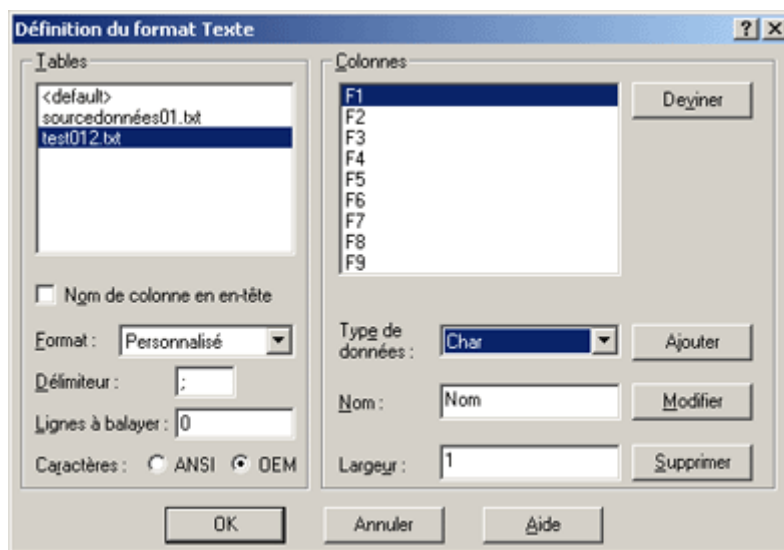 Définition du format Texte
Tables
<default>
sourcedonnées01.txt
test012.txt
Nom de colonne en en-tête
Format : Personnalisé
Délimiteur : ;
Lignes à balayer : 0
Caractères : ANSI OEM
Colonnes
F1
F2
F3
F4
F5
F6
F7
F8
F9
Deviner
Type de
données : Char
Ajouter
Nom : Nom
Modifier
Largeur : 1
Supprimer
OK
Annuler
Aide